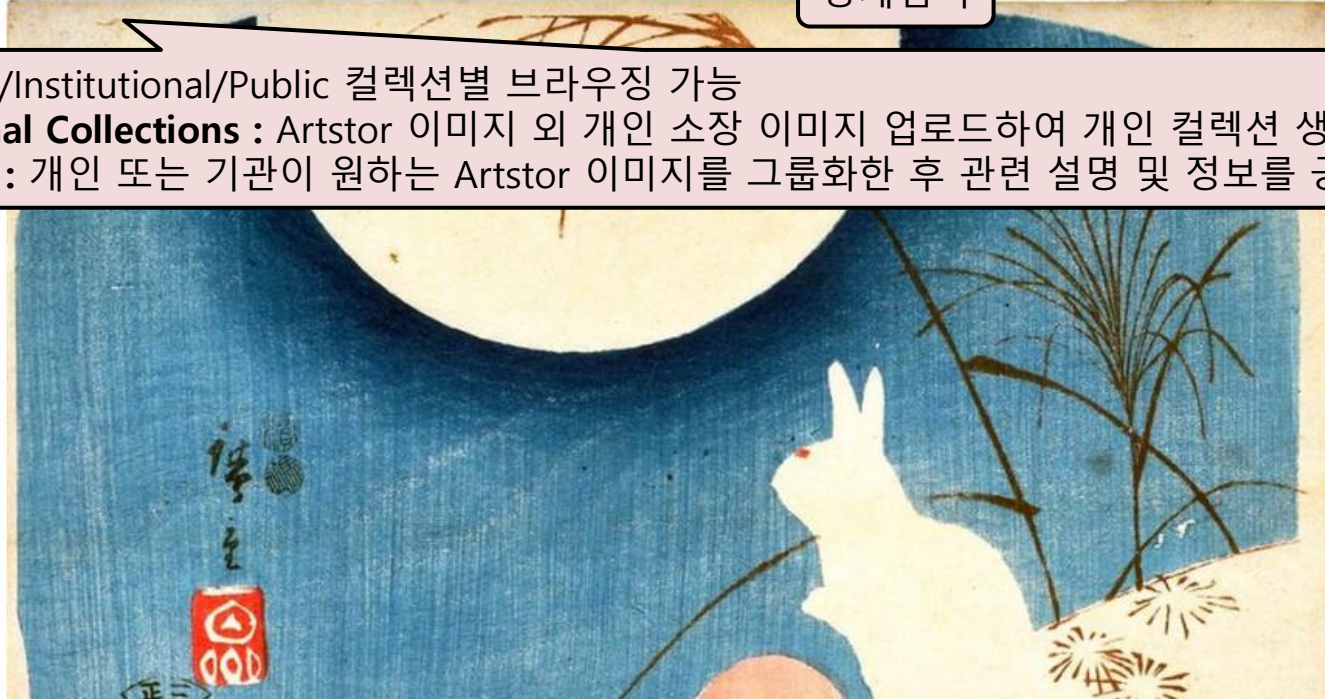 /Institutional/Public 컬렉션별 브라우징 가능
al Collections : Artstor 이미지 외 개인 소장 이미지 업로드하여 개인 컬렉션 생
: 개인 또는 기관이 원하는 Artstor 이미지를 그룹화한 후 관련 설명 및 정보를